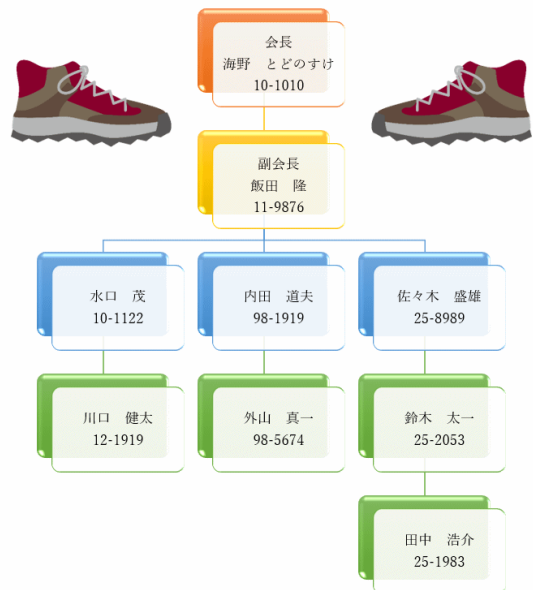 会長
海野　とどのすけ
10-1010
副会長
飯田　隆
11-9876
水口　茂
10-1122
内田　道夫
98-1919
佐々木　盛雄
25-8989
川口　健太
12-1919
外山　真一
98-5674
鈴木　太一
25-2053
田中　浩介
25-1983